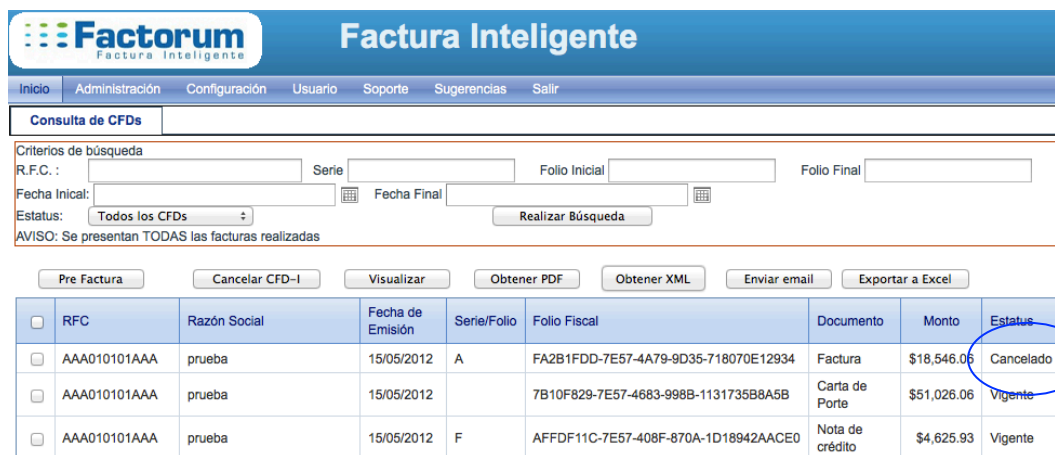 Factorum
Factura Inteligente
Factura Inteligente
Inicio Administración Configuración Usuario Soporte Sugerencias Salir
Consulta de CFDs
Criterios de búsqueda
R.F.C. : Serie Folio Inicial Folio Final
Fecha Inical: Fecha Final
Estatus: Todos los CFDs Realizar Búsqueda
AVISO: Se presentan TODAS las facturas realizadas
Pre Factura Cancelar CFD-I Visualizar Obtener PDF Obtener XML Enviar email Exportar a Excel
RFC Razón Social Fecha de Emisión Serie/Folio Folio Fiscal Documento Monto Estatus
AAA010101AAA prueba 15/05/2012 A FA2B1FDD-7E57-4A79-9D35-718070E12934 Factura $18,546.06 Cancelado
AAA010101AAA prueba 15/05/2012 7B10F829-7E57-4683-998B-1131735B8A5B Carta de Porte $51,026.06 Vigente
AAA010101AAA prueba 15/05/2012 F AFFDF11C-7E57-408F-870A-1D18942AACE0 Nota de crédito $4,625.93 Vigente